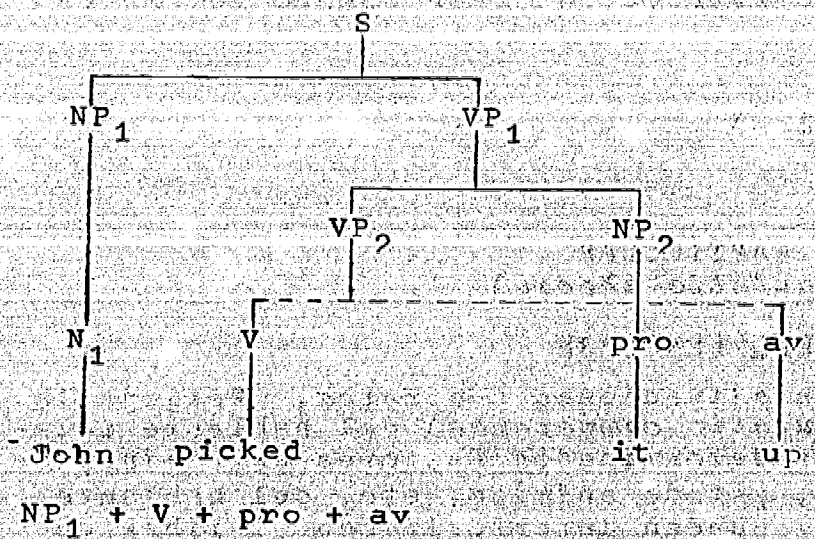 S
NP1 VP1
VP2 NP2
N1 V pro av
John picked it up
NP1 + V + pro + av